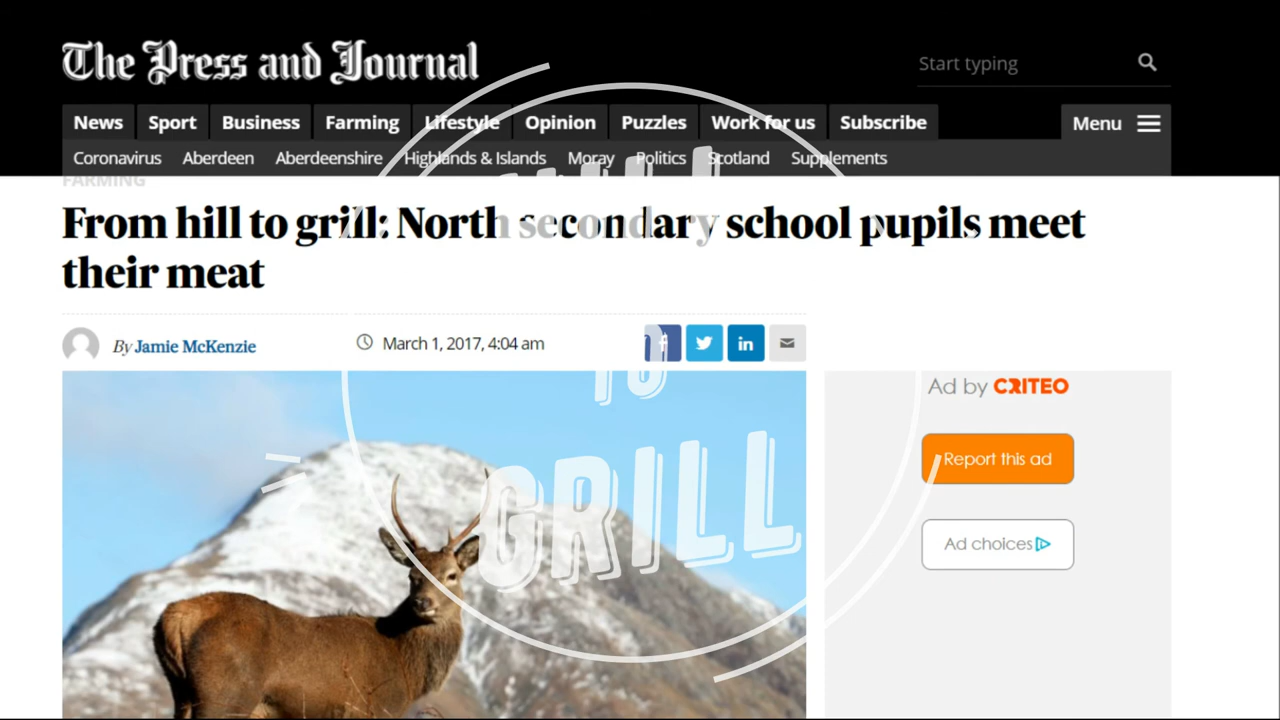 The Press and Journal
Start typing
News Sport Business Farming Lifestyle Opinion Puzzles Work for us Subscribe Menu
Coronavirus Aberdeen Aberdeenshire Highlands & Islands Moray Politics Scotland Supplements
FARMING
From hill to grill: North secondary school pupils meet
their meat
By Jamie McKenzie March 1, 2017, 4:04 am
Ad by CRITEO
Report this ad
Ad choices
TO
GRILL